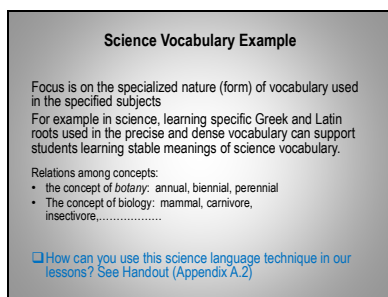 Science Vocabulary Example
Focus is on the specialized nature (form) of vocabulary used
in the specified subjects
For example in science, learning specific Greek and Latin
roots used in the precise and dense vocabulary can support
students learning stable meanings of science vocabulary.
Relations among concepts:
• the concept of botany: annual, biennial, perennial
• The concept of biology: mammal, carnivore,
insectivore,………………
❑How can you use this science language technique in our
lessons? See Handout (Appendix A.2)